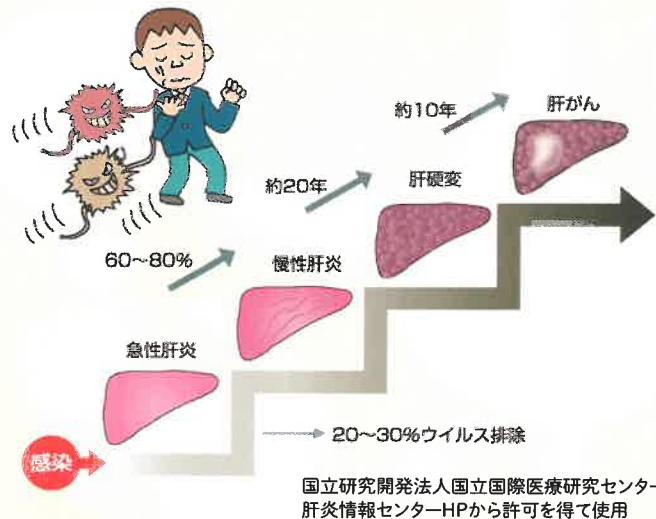 約10年
肝がん
約20年
肝硬変
60～80%
慢性肝炎
急性肝炎
感染
20～30%ウイルス排除
国立研究開発法人国立国際医療研究センター
肝炎情報センターHPから許可を得て使用